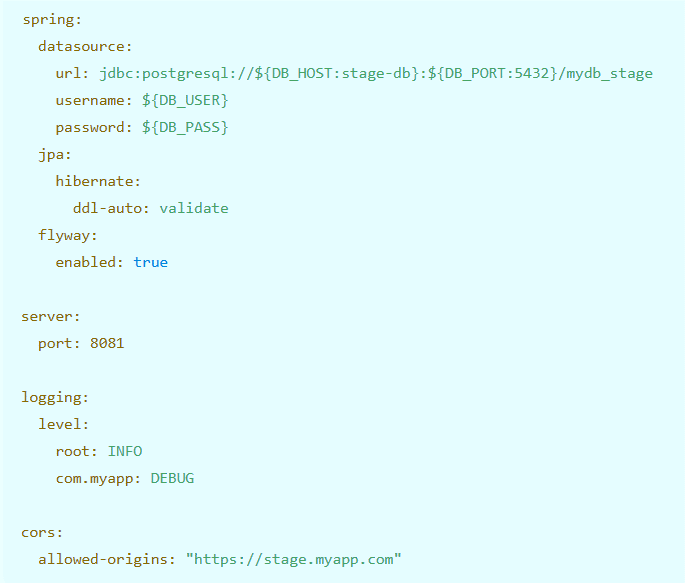 spring:
  datasource:
    url: jdbc:postgresql://${DB_HOST:stage-db}:${DB_PORT:5432}/mydb_stage
    username: ${DB_USER}
    password: ${DB_PASS}
  jpa:
    hibernate:
      ddl-auto: validate
  flyway:
    enabled: true

server:
  port: 8081

logging:
  level:
    root: INFO
    com.myapp: DEBUG

cors:
  allowed-origins: "https://stage.myapp.com"